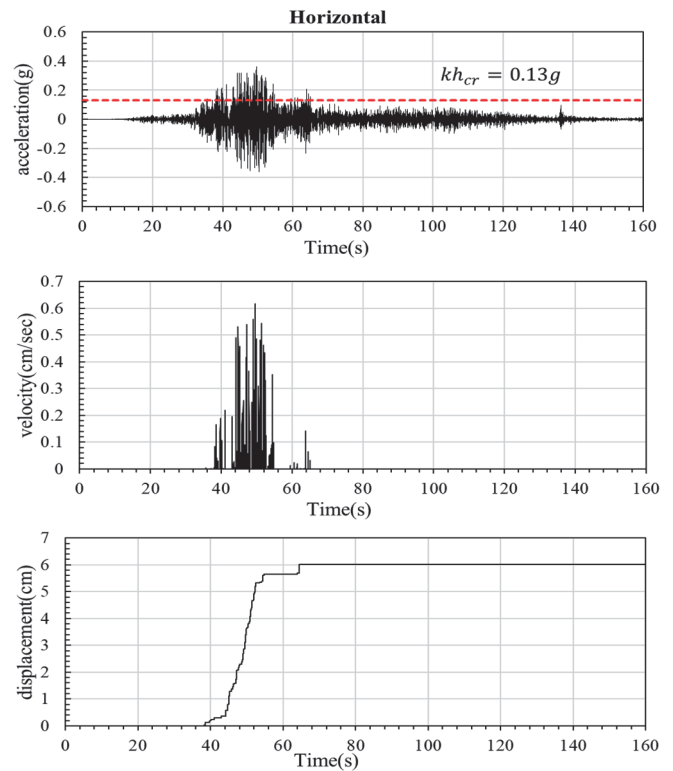 Horizontal
0.6
0.4
0.2
0
-0.2
-0.4
-0.6
acceleration(g)
kh_cr = 0.13g
0 20 40 60 80 100 120 140 160
Time(s)
0.7
0.6
0.5
0.4
0.3
0.2
0.1
0
velocity(cm/sec)
0 20 40 60 80 100 120 140 160
Time(s)
7
6
5
4
3
2
1
0
displacement(cm)
0 20 40 60 80 100 120 140 160
Time(s)